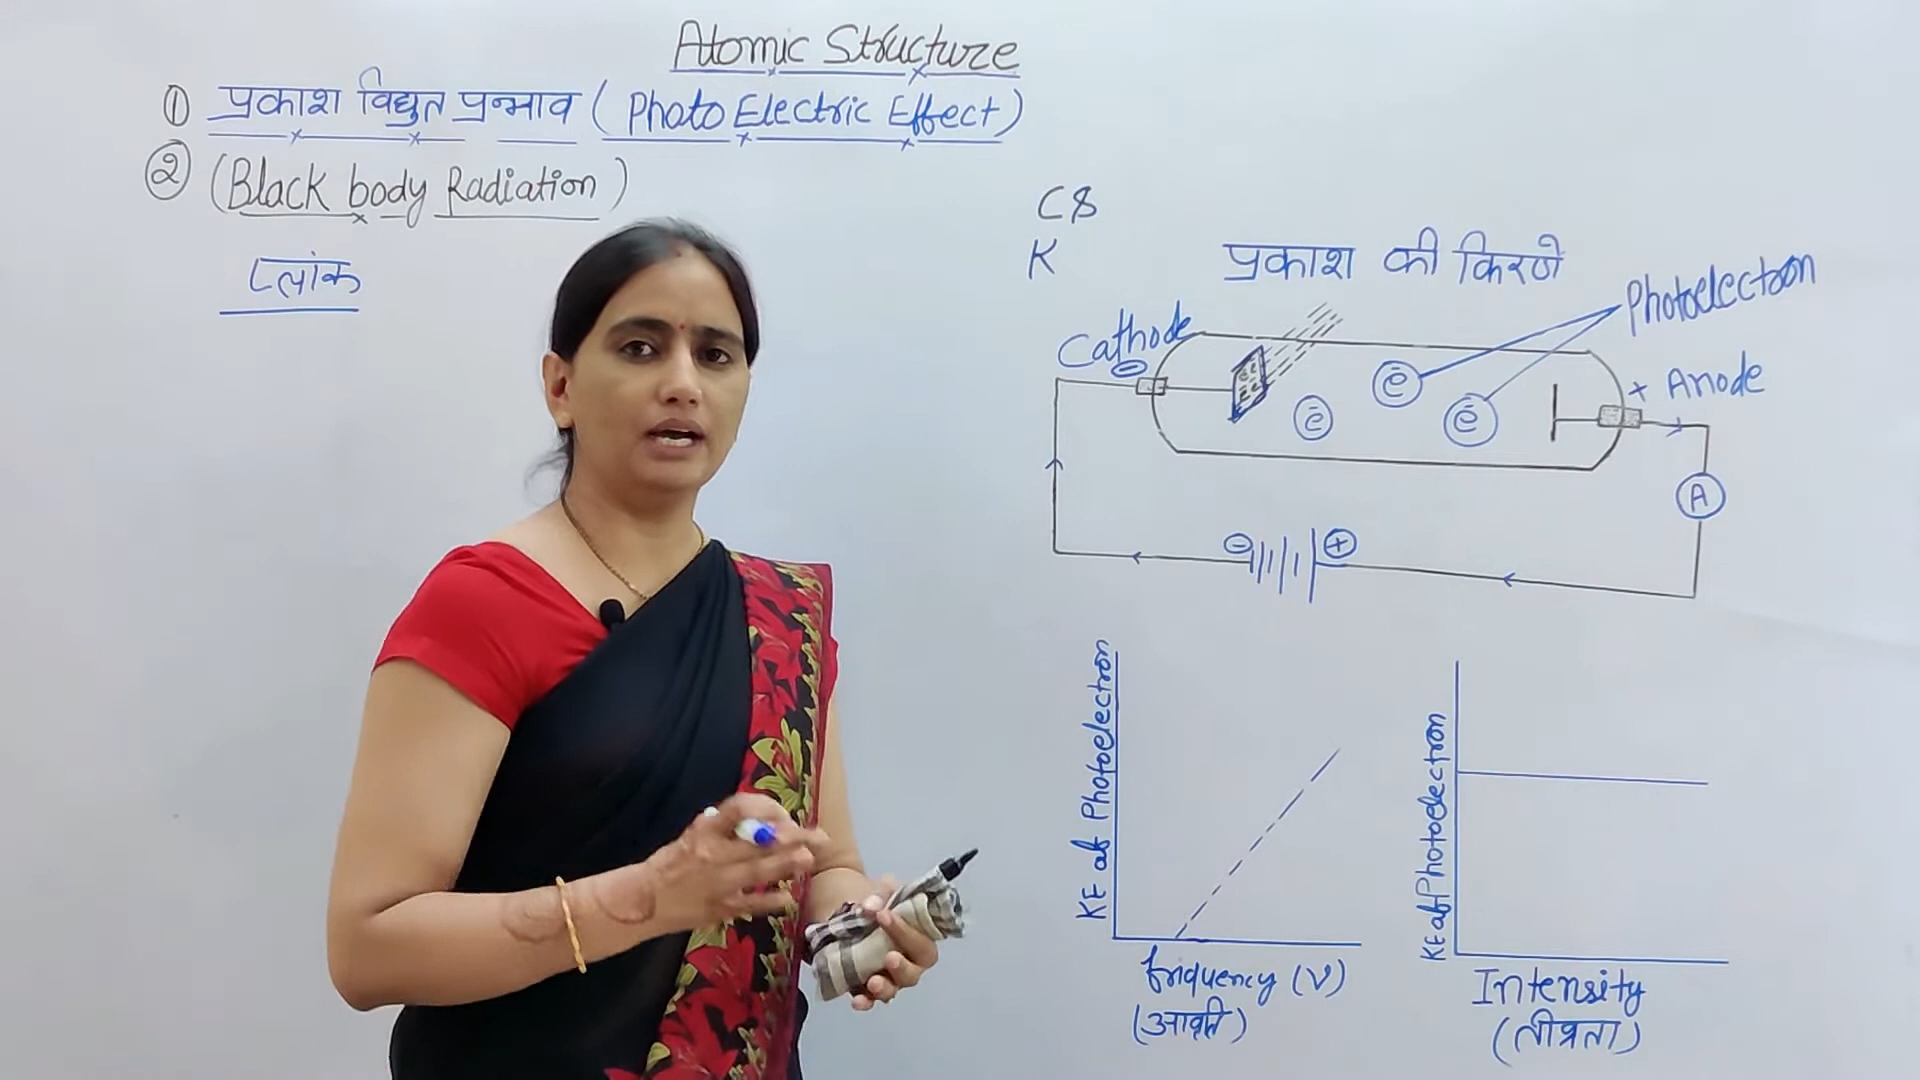 Atomic Structure
① प्रकाश विद्युत प्रभाव ( Photo Electric Effect )
② (Black body Radiation )
प्लांक
Cs
K
प्रकाश की किरणे
Photoelectron
Cathode
-
+ Anode
ē ē ē
A
- +
KE of Photoelectron
friquency (ν)
(आवृत्ति)
KE of Photoelectron
Intensity
(तीव्रता)